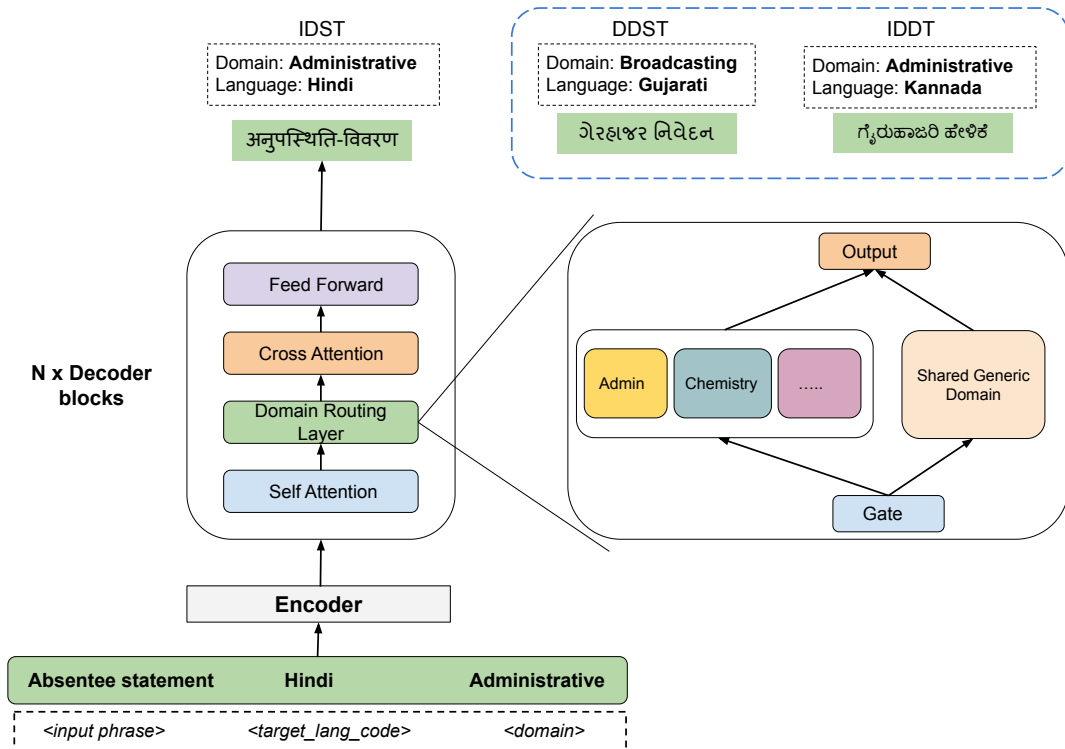 IDST
Domain: Administrative
Language: Hindi
अनुपस्थिति-विवरण
DDST
Domain: Broadcasting
Language: Gujarati
ગેરહાજર નિવેદન
IDDT
Domain: Administrative
Language: Kannada
ಗೈರುಹಾಜರಿ ಹೇಳಿಕೆ
N x Decoder
blocks
Feed Forward
Cross Attention
Domain Routing
Layer
Self Attention
Output
Admin
Chemistry
.....
Shared Generic
Domain
Gate
Encoder
Absentee statement Hindi Administrative
<input phrase> <target_lang_code> <domain>